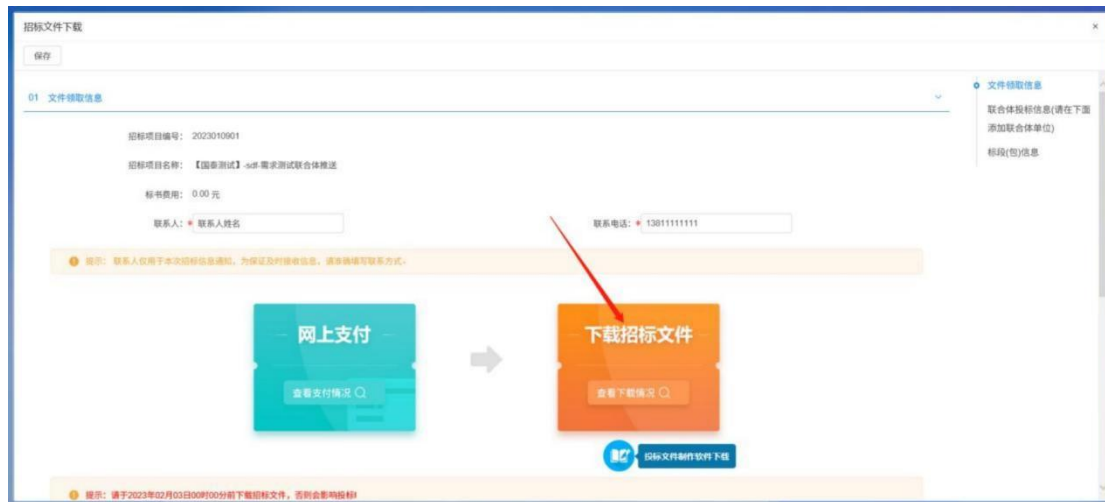 招标文件下载
×
保存
01 文件领取信息
文件领取信息
联合体投标信息(请在下面
添加联合体单位)
标段(包)信息
招标项目编号： 2023010901
招标项目名称： 【国泰测试】-sdf-需求测试联合体推送
标书费用： 0.00 元
联系人： * 联系人姓名 联系电话： * 13811111111
提示： 联系人仅用于本次招标信息通知，为保证及时接收信息，请准确填写联系方式。
网上支付
查看支付情况
下载招标文件
查看下载情况
投标文件制作软件下载
提示： 请于2023年02月03日00时00分前下载招标文件，否则会影响投标!